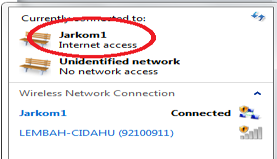 Currently connected to:
Jarkom1
Internet access
Unidentified network
No network access
Wireless Network Connection
Jarkom1 Connected
LEMBAH-CIDAHU (92100911)